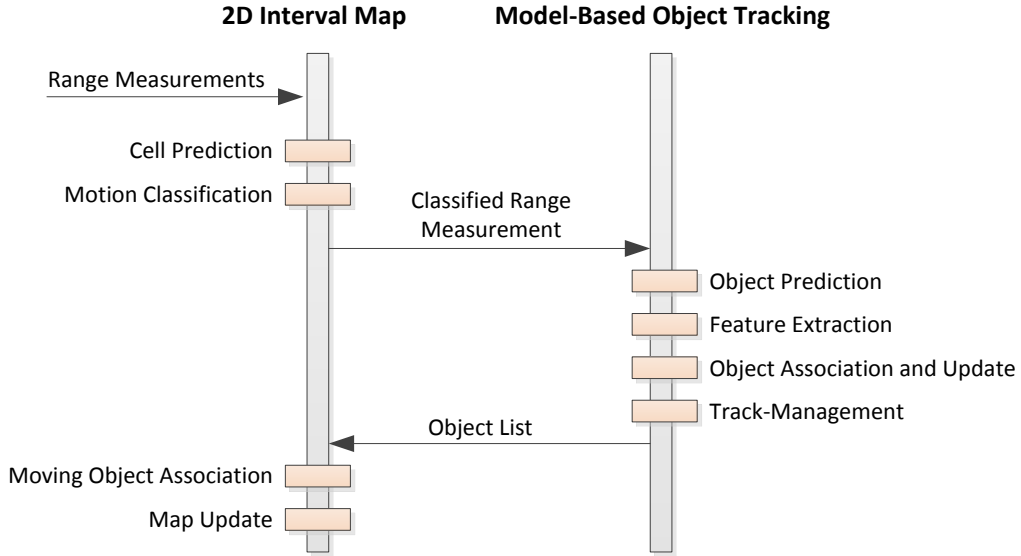 2D Interval Map
Model-Based Object Tracking
Range Measurements
Cell Prediction
Motion Classification
Classified Range
Measurement
Object Prediction
Feature Extraction
Object Association and Update
Track-Management
Object List
Moving Object Association
Map Update